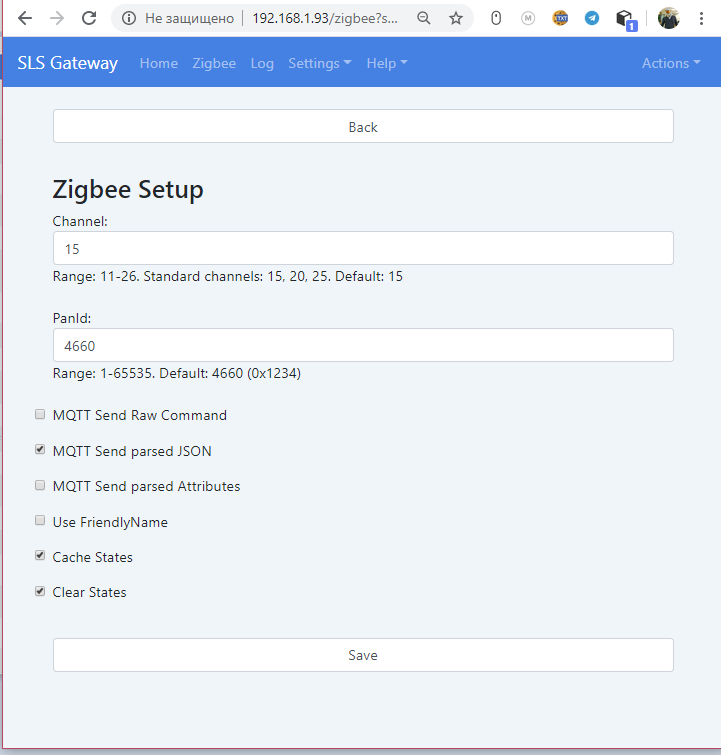 Не защищено 192.168.1.93/zigbee?s...
M
TXT
1
SLS Gateway Home Zigbee Log Settings Help Actions
Back
Zigbee Setup
Channel:
15
Range: 11-26. Standard channels: 15, 20, 25. Default: 15
PanId:
4660
Range: 1-65535. Default: 4660 (0x1234)
MQTT Send Raw Command
MQTT Send parsed JSON
MQTT Send parsed Attributes
Use FriendlyName
Cache States
Clear States
Save